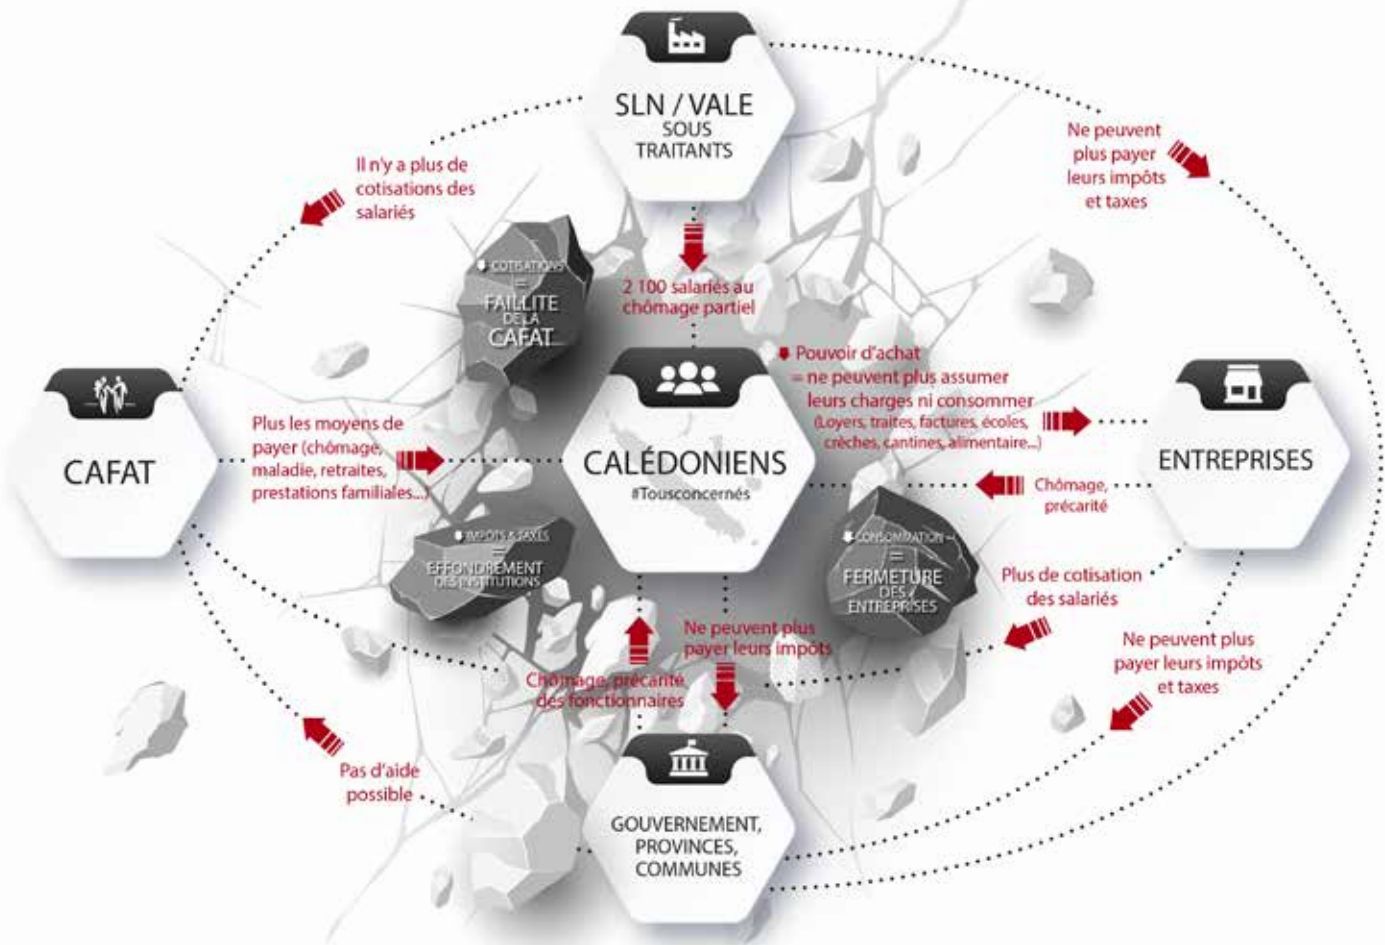 SLN / VALE
SOUS
TRAITANTS
Ne peuvent
plus payer
leurs impôts
et taxes
Il n'y a plus de
cotisations des
salariés
2 100 salariés au
chômage partiel
COTISATIONS
=
FAILLITE
DE LA
CAFAT
Pouvoir d'achat
= ne peuvent plus assumer
leurs charges ni consommer
(Loyers, traites, factures, écoles,
crèches, cantines, alimentaire...)
CAFAT
Plus les moyens de
payer (chômage,
maladie, retraites,
prestations familiales...)
CALÉDONIENS
#Tousconcernés
ENTREPRISES
Chômage,
précarité
IMPÔTS & TAXES
=
EFFONDREMENT
DES INSTITUTIONS
CONSOMMATION
=
FERMETURE
DES
ENTREPRISES
Plus de cotisation
des salariés
Ne peuvent plus
payer leurs impôts
Ne peuvent plus
payer leurs impôts
et taxes
Chômage, précarité
des fonctionnaires
Pas d'aide
possible
GOUVERNEMENT,
PROVINCES,
COMMUNES